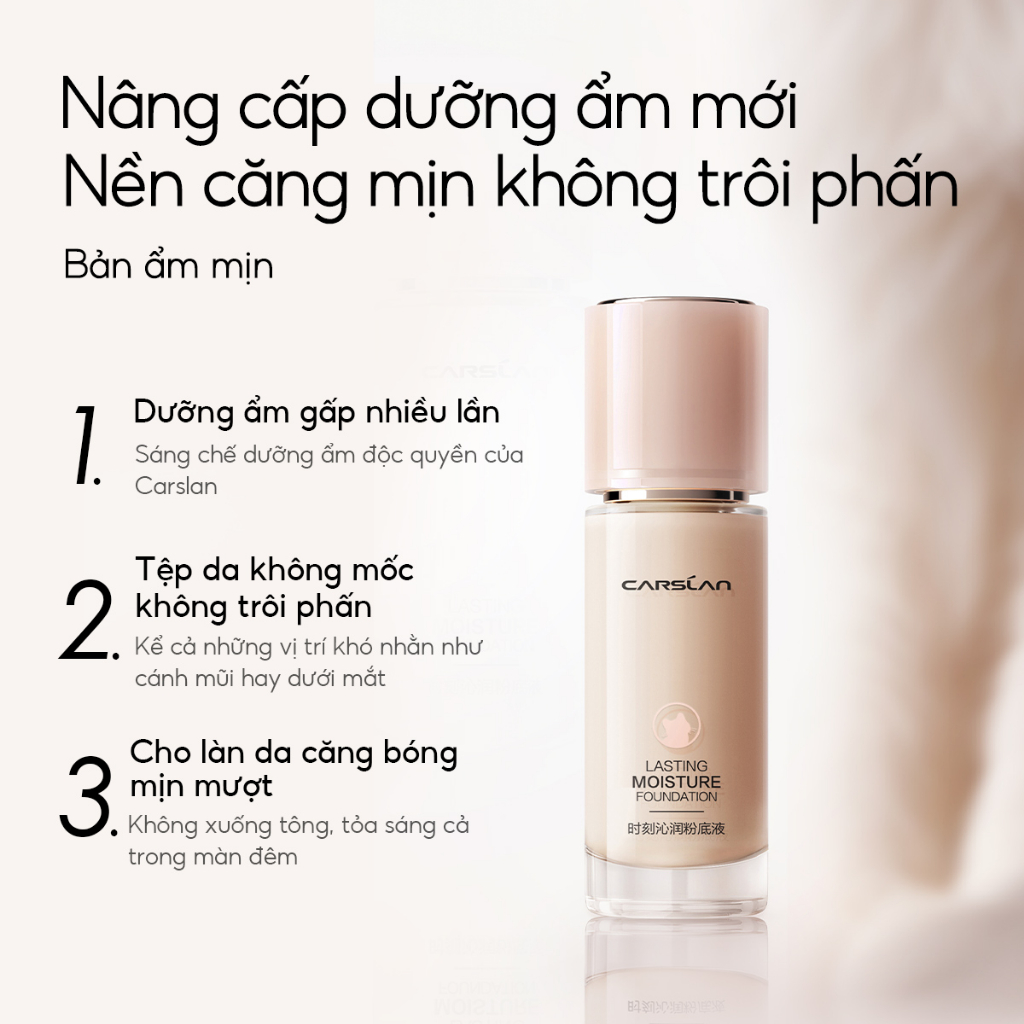 Nâng cấp dưỡng ẩm mới
Nền căng mịn không trôi phấn
Bản ẩm mịn
1.
Dưỡng ẩm gấp nhiều lần
Sáng chế dưỡng ẩm độc quyền của
Carslan
2.
Tệp da không mốc
không trôi phấn
Kể cả những vị trí khó nhằn như
cánh mũi hay dưới mắt
3.
Cho làn da căng bóng
mịn mượt
Không xuống tông, tỏa sáng cả
trong màn đêm
CARSLAN
LASTING
MOISTURE
FOUNDATION
时刻沁润粉底液